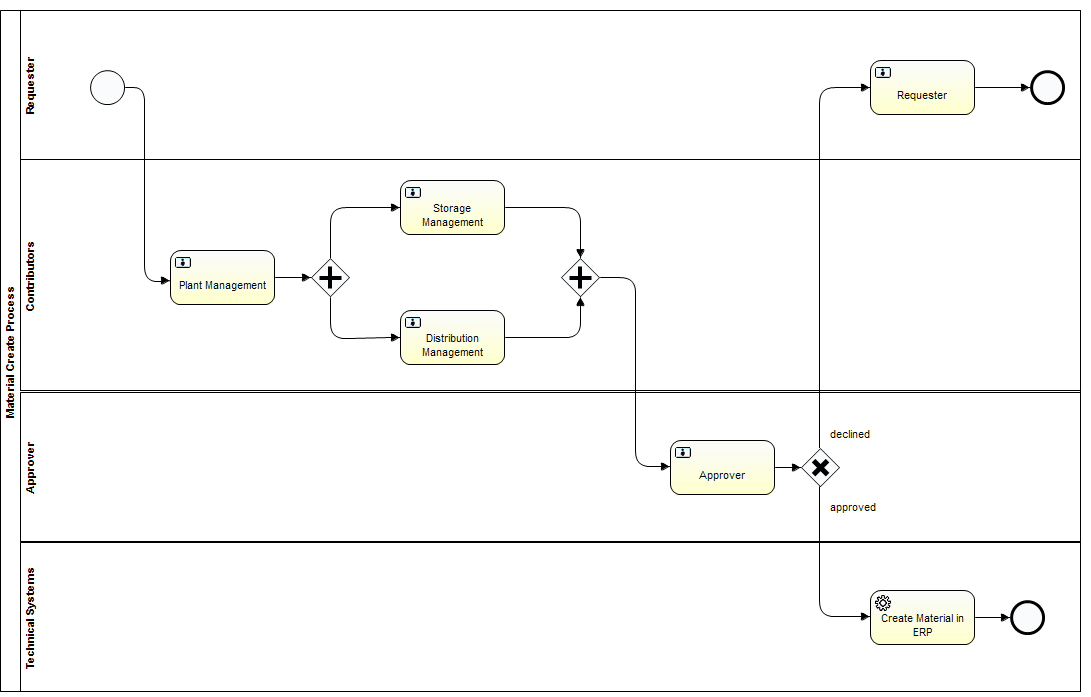 Material Create Process
Requester
Requester
Contributors
Storage
Management
Plant Management
Distribution
Management
Approver
declined
Approver
approved
Technical Systems
Create Material in
ERP